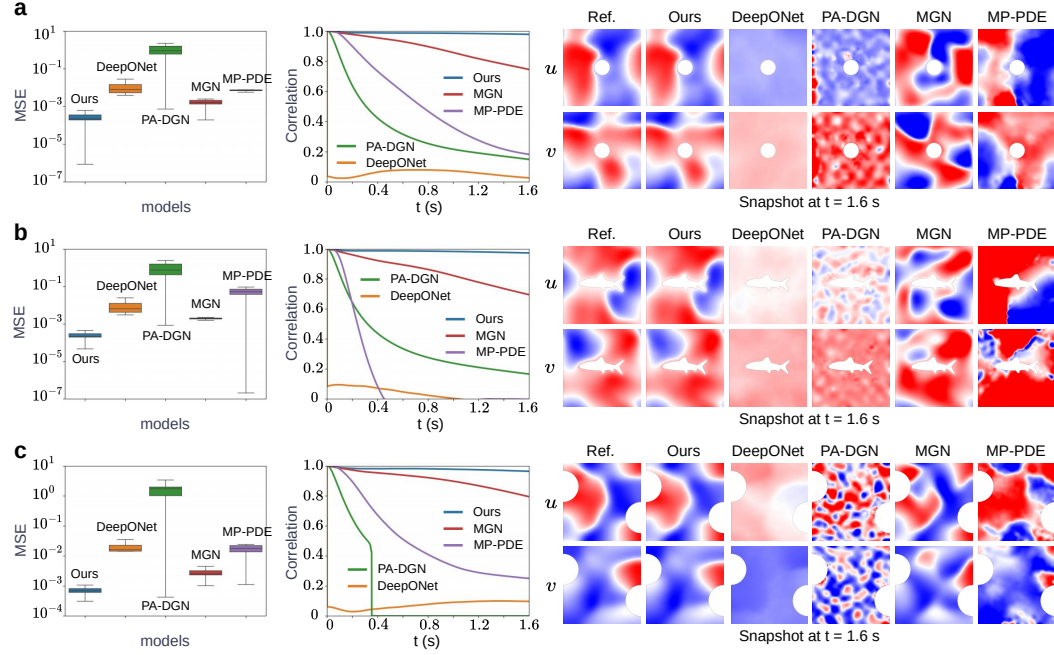 a
MSE
10^1
10^-1
10^-3
10^-5
10^-7
Ours
DeepONet
PA-DGN
MGN
MP-PDE
models
Correlation
1.0
0.8
0.6
0.4
0.2
0
0 0.4 0.8 1.2 1.6
t (s)
Ours
MGN
MP-PDE
PA-DGN
DeepONet
Ref. Ours DeepONet PA-DGN MGN MP-PDE
u
v
Snapshot at t = 1.6 s
b
MSE
10^1
10^-1
10^-3
10^-5
10^-7
Ours
DeepONet
PA-DGN
MGN
MP-PDE
models
Correlation
1.0
0.8
0.6
0.4
0.2
0
0 0.4 0.8 1.2 1.6
t (s)
PA-DGN
DeepONet
Ours
MGN
MP-PDE
Ref. Ours DeepONet PA-DGN MGN MP-PDE
u
v
Snapshot at t = 1.6 s
c
MSE
10^1
10^0
10^-1
10^-2
10^-3
10^-4
Ours
DeepONet
PA-DGN
MGN
MP-PDE
models
Correlation
1.0
0.8
0.6
0.4
0.2
0
0 0.4 0.8 1.2 1.6
t (s)
Ours
MGN
MP-PDE
PA-DGN
DeepONet
Ref. Ours DeepONet PA-DGN MGN MP-PDE
u
v
Snapshot at t = 1.6 s